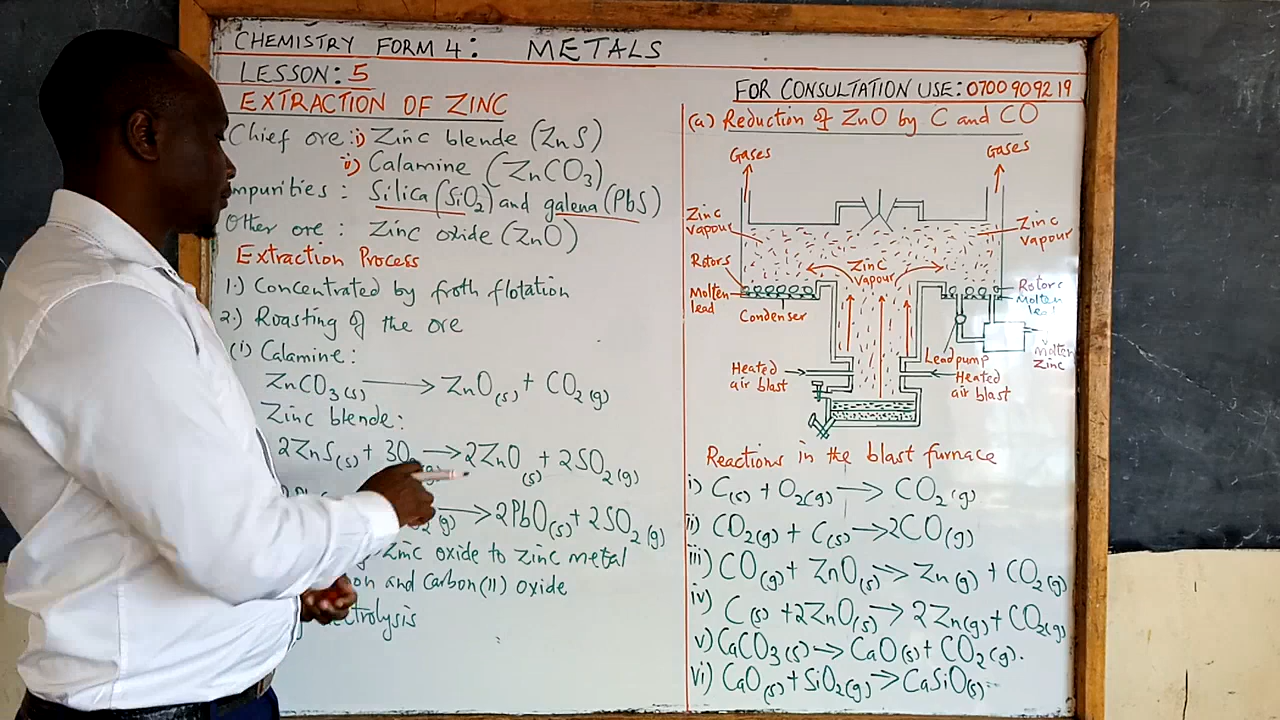 CHEMISTRY FORM 4: METALS
LESSON: 5
FOR CONSULTATION USE: 0700 909219
EXTRACTION OF ZINC
Chief ore: i) Zinc blende (ZnS)
ii) Calamine (ZnCO3)
mpurities: Silica (SiO2) and galena (PbS)
Other ore: Zinc oxide (ZnO)
Extraction Process
1.) Concentrated by froth flotation
2.) Roasting of the ore
(i) Calamine:
ZnCO3(s) → ZnO(s) + CO2(g)
Zinc blende:
2ZnS(s) + 3O → 2ZnO(s) + 2SO2(g)
2(g) → 2PbO(s) + 2SO2(g)
Zinc oxide to Zinc metal
on and carbon(II) oxide
trolysis
(a) Reduction of ZnO by C and CO
Gases
Gases
Zinc vapour
Zinc vapour
Zinc vapour
Rotors
Molten lead
Condenser
Rotors
Molten
Molten Zinc
Lead pump
Heated air blast
Heated air blast
Reactions in the blast furnace
i) C(s) + O2(g) → CO2(g)
ii) CO2(g) + C(s) → 2CO(g)
iii) CO(g) + ZnO(s) → Zn(g) + CO2(g)
iv) C(s) + 2ZnO(s) → 2Zn(g) + CO2(g)
v) CaCO3(s) → CaO(s) + CO2(g).
vi) CaO(s) + SiO2(g) → CaSiO(s)